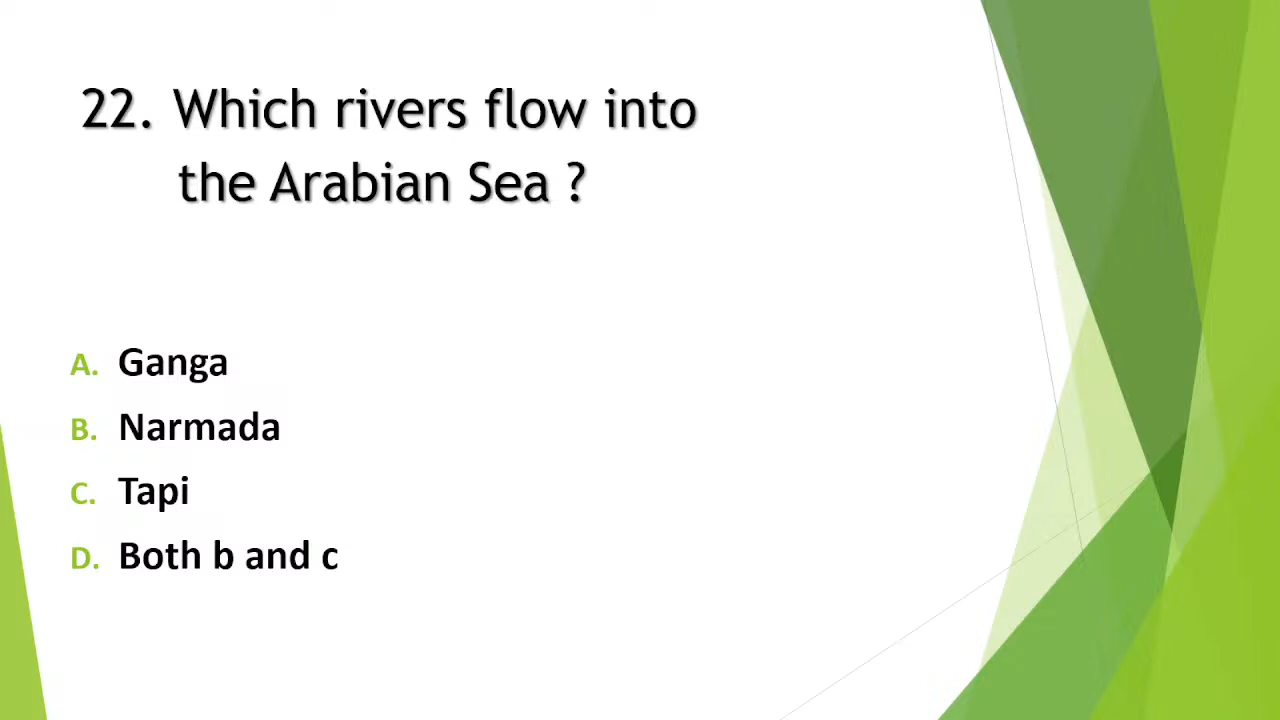 22. Which rivers flow into
the Arabian Sea ?
A. Ganga
B. Narmada
C. Tapi
D. Both b and c